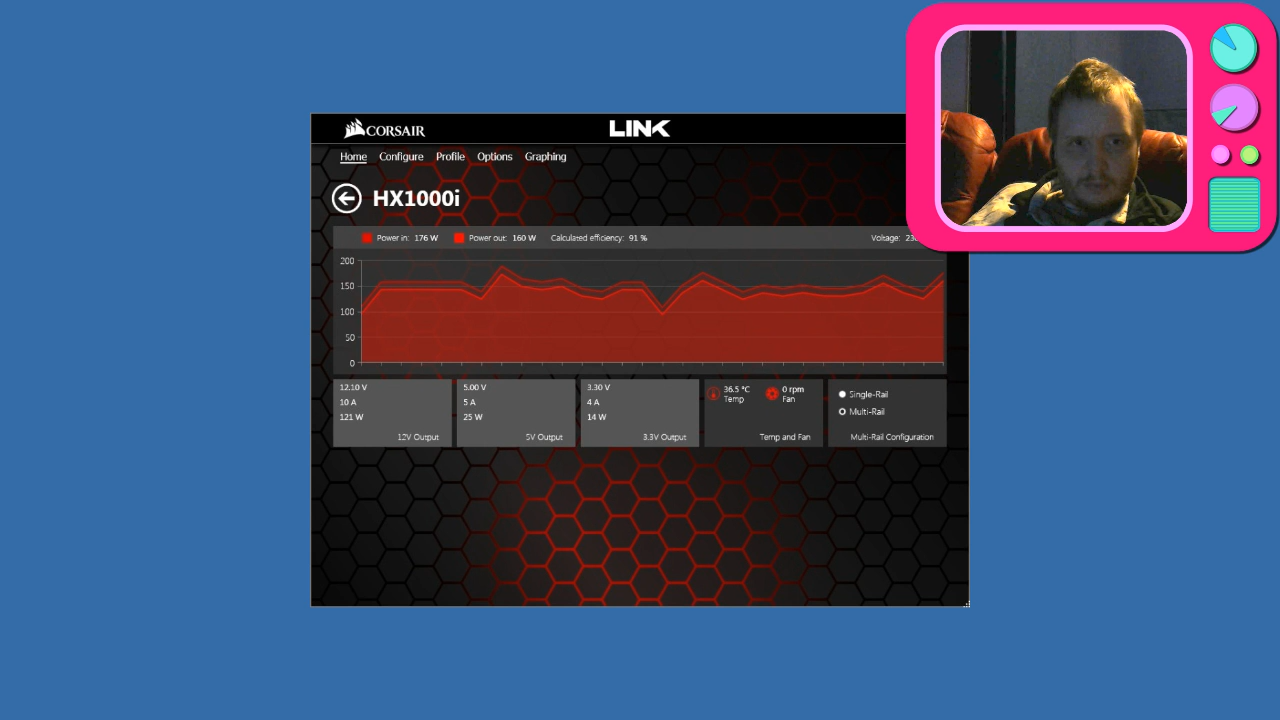 CORSAIR
LINK
Home Configure Profile Options Graphing
HX1000i
Power in: 176 W Power out: 160 W Calculated efficiency: 91 % Voltage:
200
150
100
50
0
12.10 V
10 A
121 W
12V Output
5.00 V
5 A
25 W
5V Output
3.30 V
4 A
14 W
3.3V Output
36.5 °C
Temp
0 rpm
Fan
Temp and Fan
Single-Rail
Multi-Rail
Multi-Rail Configuration